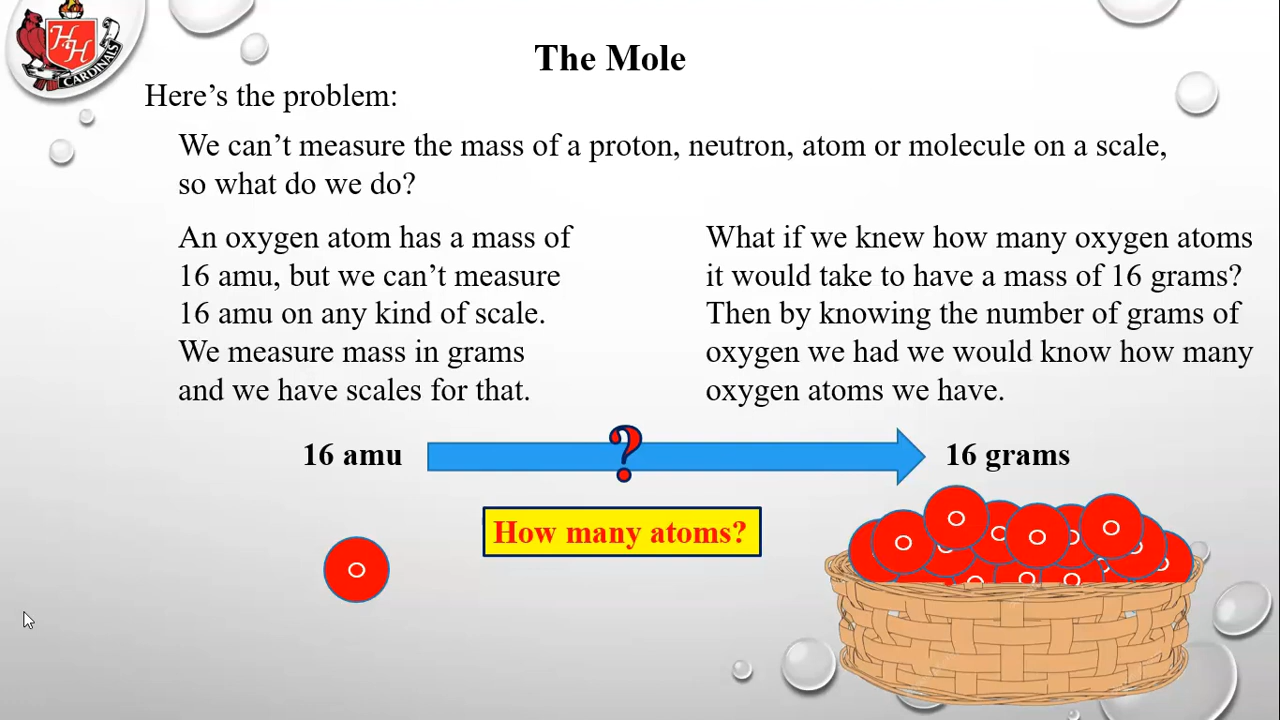 HH
CARDINALS
The Mole
Here’s the problem:
We can’t measure the mass of a proton, neutron, atom or molecule on a scale,
so what do we do?
An oxygen atom has a mass of
16 amu, but we can’t measure
16 amu on any kind of scale.
We measure mass in grams
and we have scales for that.
What if we knew how many oxygen atoms
it would take to have a mass of 16 grams?
Then by knowing the number of grams of
oxygen we had we would know how many
oxygen atoms we have.
16 amu
?
16 grams
How many atoms?
O
O
O
O
O
O
O
O
O
O
O
O